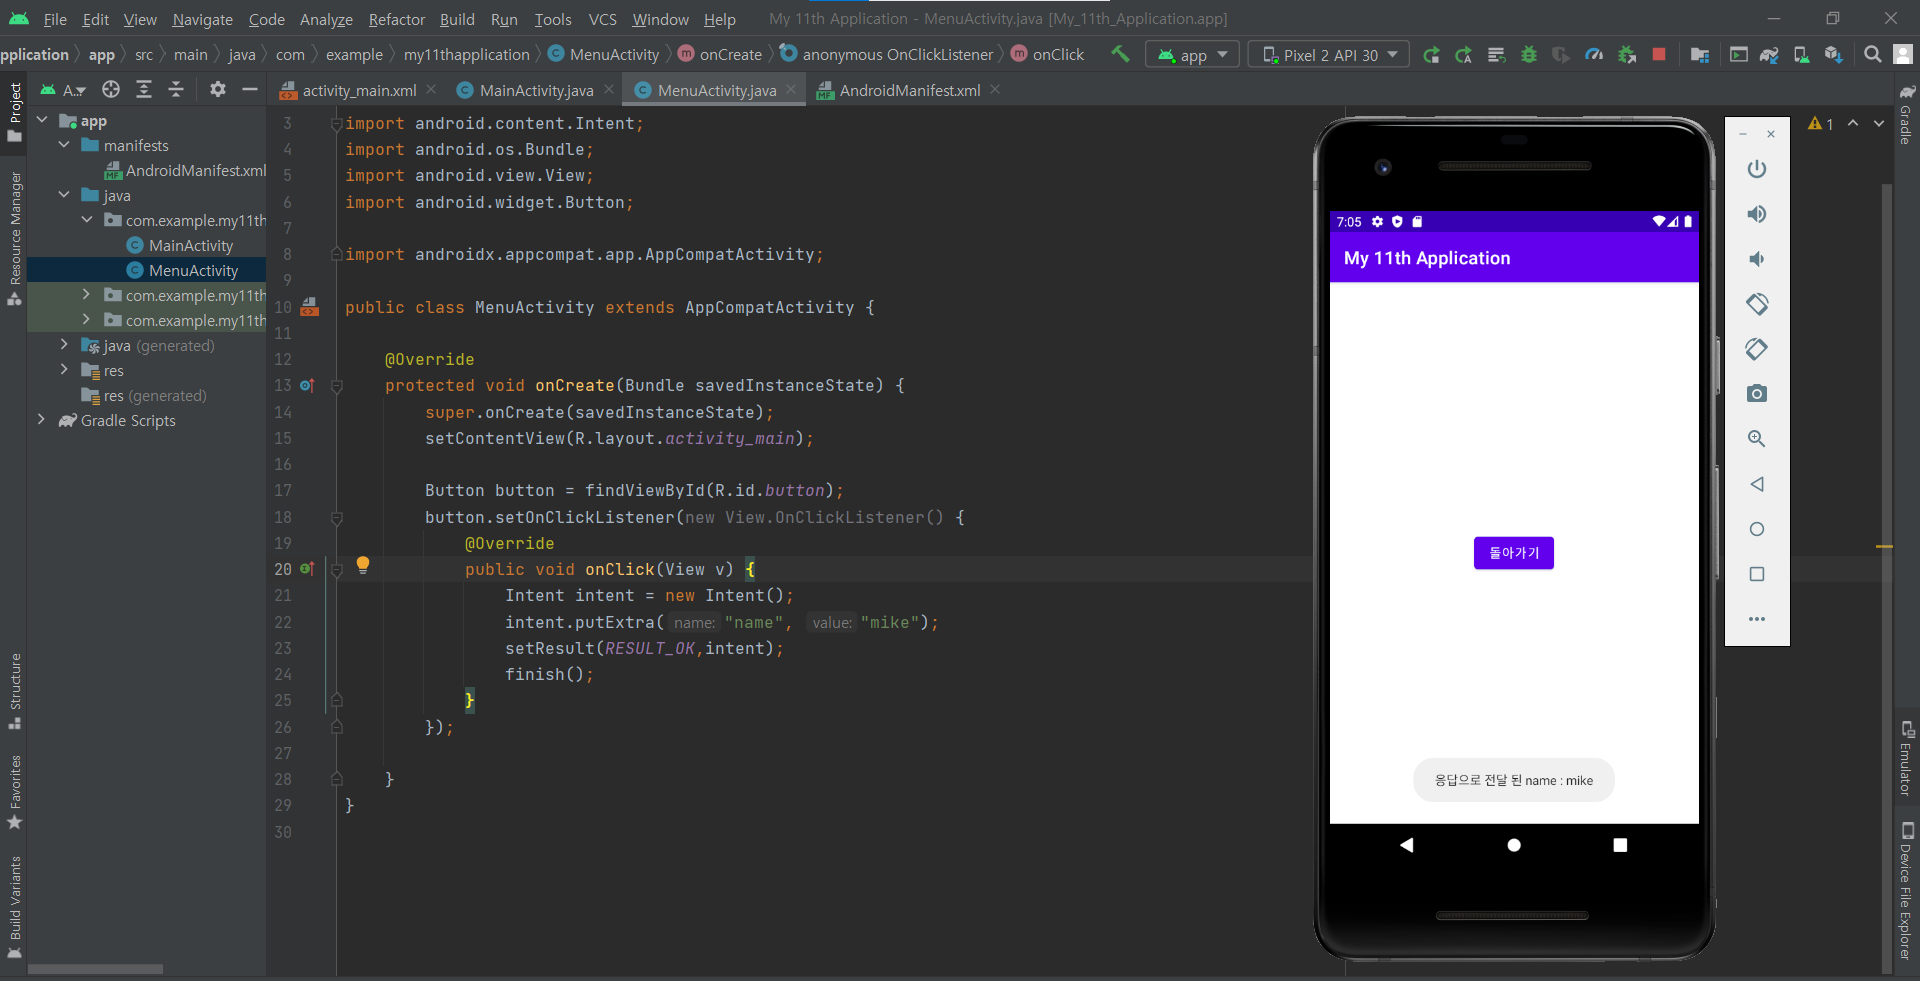 File Edit View Navigate Code Analyze Refactor Build Run Tools VCS Window Help My 11th Application - MenuActivity.java [My_11th_Application.app]
pplication app src main java com example my11thapplication MenuActivity onCreate anonymous OnClickListener onClick app Pixel 2 API 30
A.. activity_main.xml MainActivity.java MenuActivity.java AndroidManifest.xml
Project
Resource Manager
Structure
Favorites
Build Variants
app
manifests
AndroidManifest.xml
java
com.example.my11th
MainActivity
MenuActivity
com.example.my11th
com.example.my11th
java (generated)
res
res (generated)
Gradle Scripts
3 import android.content.Intent;
4 import android.os.Bundle;
5 import android.view.View;
6 import android.widget.Button;
7
8 import androidx.appcompat.app.AppCompatActivity;
9
10 public class MenuActivity extends AppCompatActivity {
11
12 @Override
13 protected void onCreate(Bundle savedInstanceState) {
14 super.onCreate(savedInstanceState);
15 setContentView(R.layout.activity_main);
16
17 Button button = findViewById(R.id.button);
18 button.setOnClickListener(new View.OnClickListener() {
19 @Override
20 public void onClick(View v) {
21 Intent intent = new Intent();
22 intent.putExtra( name: "name", value: "mike");
23 setResult(RESULT_OK,intent);
24 finish();
25 }
26 });
27
28 }
29 }
30
7:05
My 11th Application
돌아가기
응답으로 전달 된 name : mike
1
Gradle
Emulator
Device File Explorer